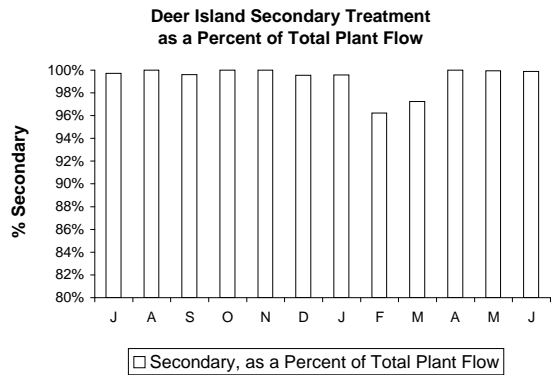 Deer Island Secondary Treatment
as a Percent of Total Plant Flow
% Secondary
100%
98%
96%
94%
92%
90%
88%
86%
84%
82%
80%
J A S O N D J F M A M J
Secondary, as a Percent of Total Plant Flow